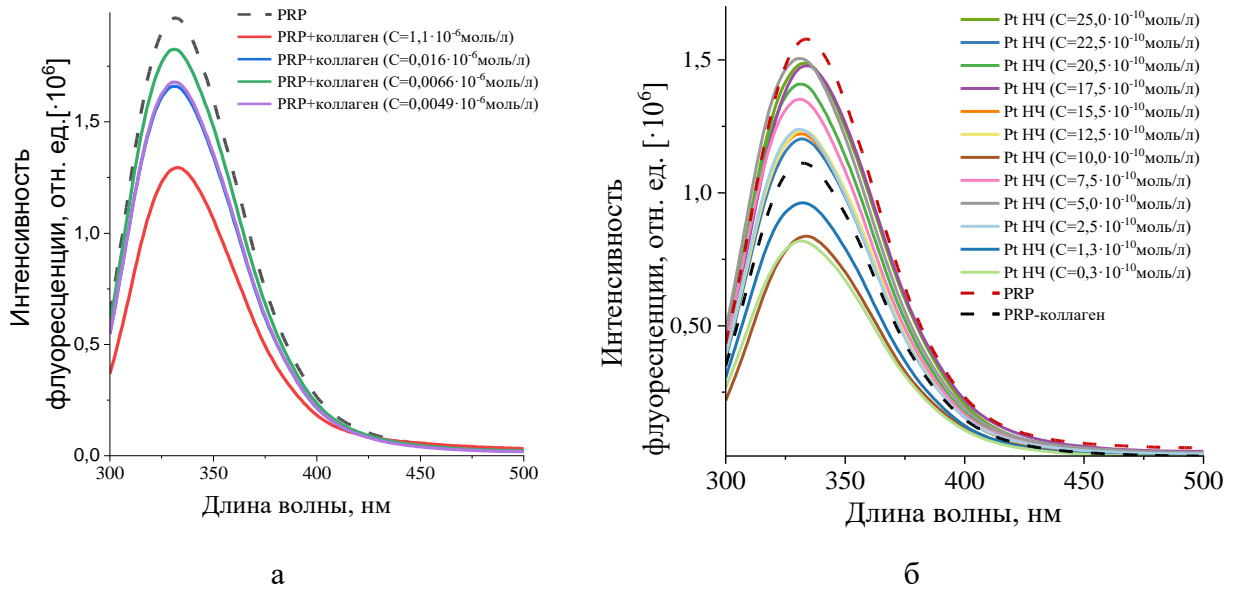 Интенсивность
флуоресценции, отн. ед,[·10⁶]
1,5
1,0
0,5
0,0
300
350
400
450
500
Длина волны, нм
PRP
PRP+коллаген (C=1,1·10⁻⁶моль/л)
PRP+коллаген (C=0,016·10⁻⁶моль/л)
PRP+коллаген (C=0,0066·10⁻⁶моль/л)
PRP+коллаген (C=0,0049·10⁻⁶моль/л)
а
Интенсивность
флуоресценции, отн. ед. [·10⁶]
1,5
1,0
0,50
300
350
400
450
500
Длина волны, нм
Pt НЧ (C=25,0·10⁻¹⁰моль/л)
Pt НЧ (C=22,5·10⁻¹⁰моль/л)
Pt НЧ (C=20,5·10⁻¹⁰моль/л)
Pt НЧ (C=17,5·10⁻¹⁰моль/л)
Pt НЧ (C=15,5·10⁻¹⁰моль/л)
Pt НЧ (C=12,5·10⁻¹⁰моль/л)
Pt НЧ (C=10,0·10⁻¹⁰моль/л)
Pt НЧ (C=7,5·10⁻¹⁰моль/л)
Pt НЧ (C=5,0·10⁻¹⁰моль/л)
Pt НЧ (C=2,5·10⁻¹⁰моль/л)
Pt НЧ (C=1,3·10⁻¹⁰моль/л)
Pt НЧ (C=0,3·10⁻¹⁰моль/л)
PRP
PRP-коллаген
б